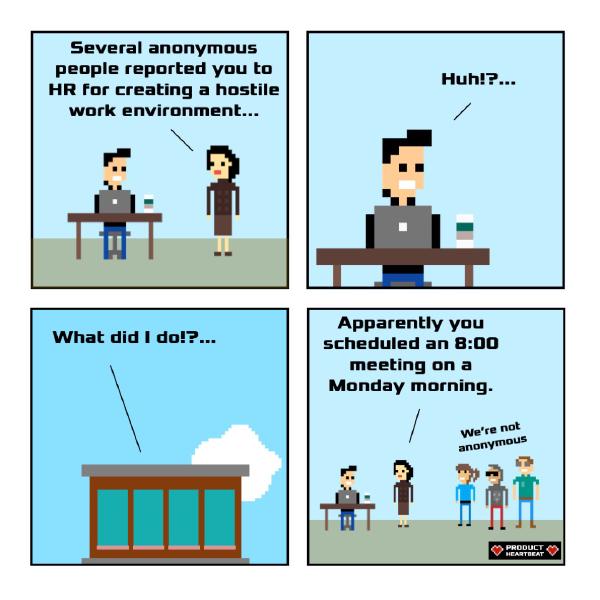 Several anonymous
people reported you to
HR for creating a hostile
work environment...
Huh!?...
What did I do!?...
Apparently you
scheduled an 8:00
meeting on a
Monday morning.
We're not
anonymous
PRODUCT
HEARTBEAT